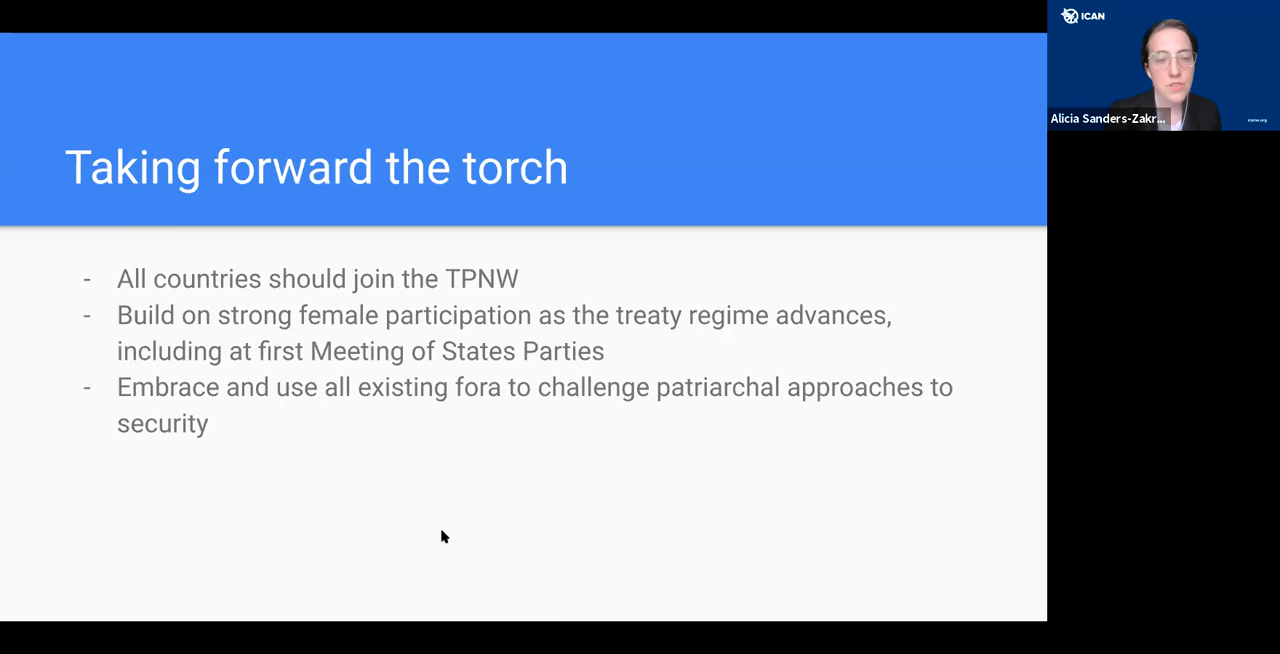 ICAN
Alicia Sanders-Zakr...
Taking forward the torch
- All countries should join the TPNW
- Build on strong female participation as the treaty regime advances,
including at first Meeting of States Parties
- Embrace and use all existing fora to challenge patriarchal approaches to
security